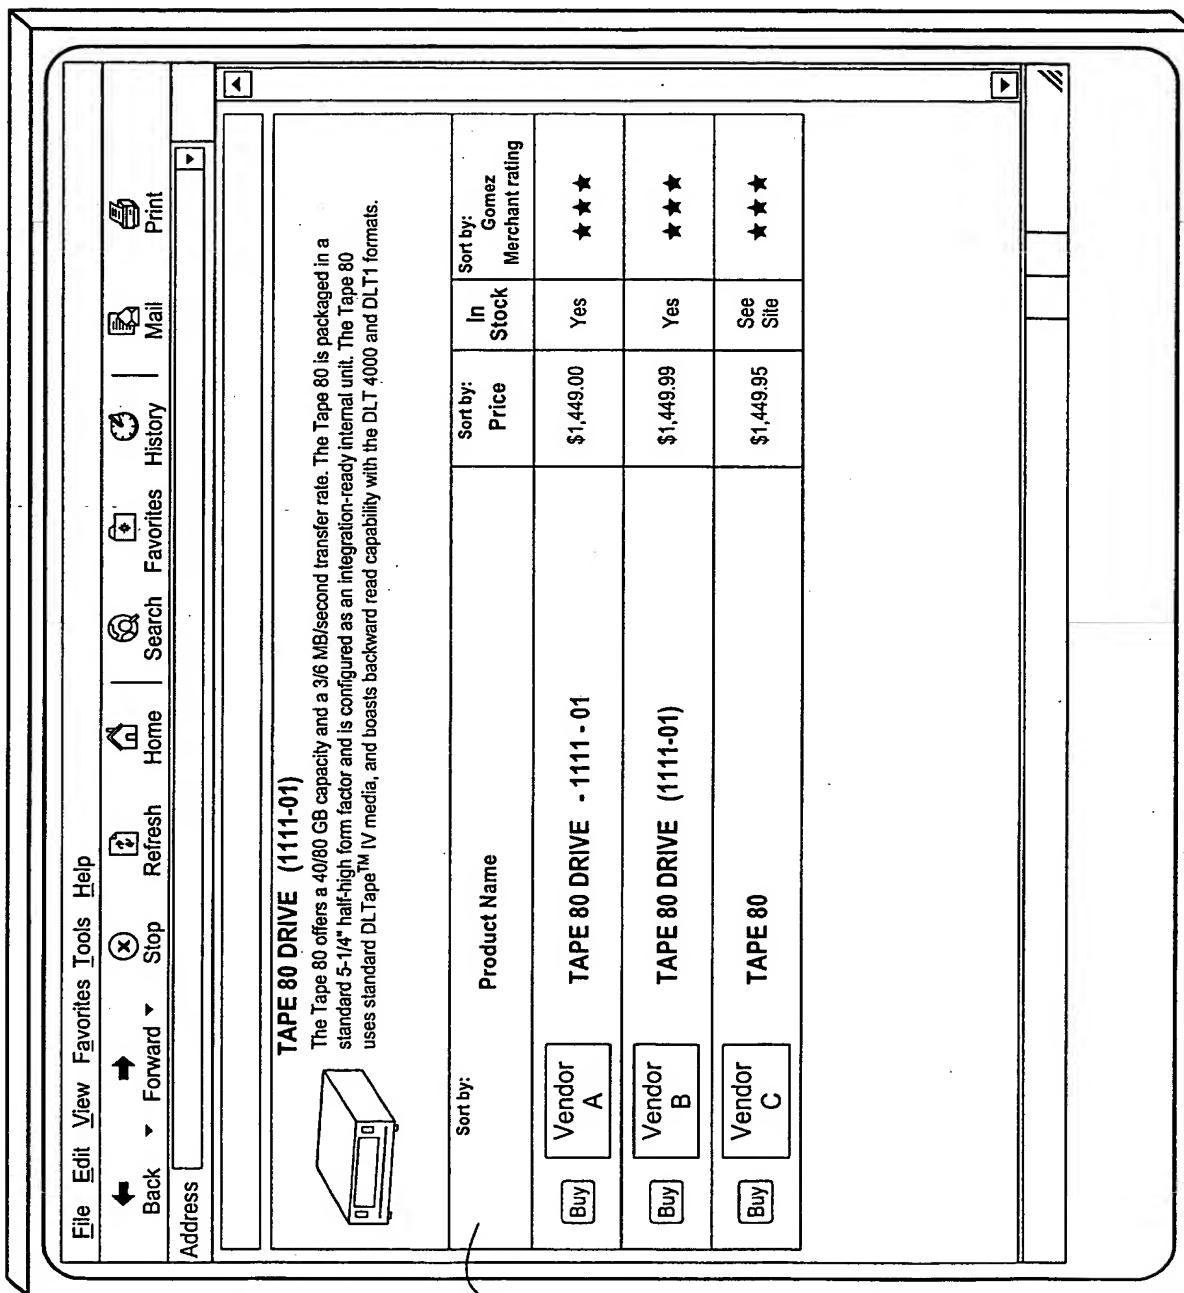 File Edit View Favorites Tools Help
Back Forward Stop Refresh Home Search Favorites History Mail Print
Address
TAPE 80 DRIVE (1111-01)
The Tape 80 offers a 40/80 GB capacity and a 3/6 MB/second transfer rate. The Tape 80 is packaged in a
standard 5-1/4" half-high form factor and is configured as an integration-ready internal unit. The Tape 80
uses standard DLTape™ IV media, and boasts backward read capability with the DLT 4000 and DLT1 formats.
Sort by: Product Name
Sort by: Price
In Stock
Sort by: Gomez Merchant rating
Buy Vendor A TAPE 80 DRIVE - 1111 - 01 $1,449.00 Yes ★★★
Buy Vendor B TAPE 80 DRIVE (1111-01) $1,449.99 Yes ★★★
Buy Vendor C TAPE 80 $1,449.95 See Site ★★★